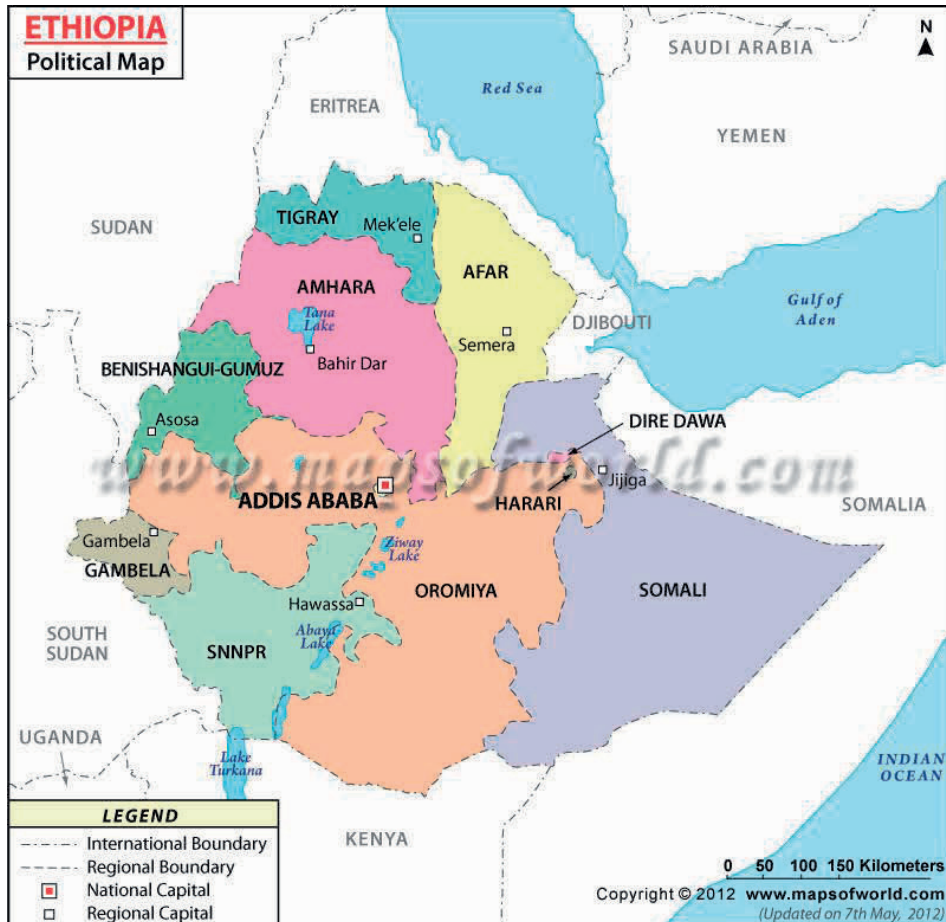 ETHIOPIA
Political Map
N
SAUDI ARABIA
Red Sea
ERITREA
YEMEN
SUDAN
TIGRAY
Mek'ele
AFAR
AMHARA
Tana
Lake
Gulf of
Aden
DJIBOUTI
Semera
Bahir Dar
BENISHANGUI-GUMUZ
Asosa
DIRE DAWA
www.mapsofworld.com
Jijiga
ADDIS ABABA
HARARI
SOMALIA
Gambela
Ziway
Lake
GAMBELA
OROMIYA
SOMALI
Hawassa
Abaya
Lake
SOUTH
SUDAN
SNNPR
UGANDA
Lake
Turkana
INDIAN
OCEAN
KENYA
LEGEND
International Boundary
Regional Boundary
National Capital
Regional Capital
0 50 100 150 Kilometers
Copyright © 2012 www.mapsofworld.com
(Updated on 7th May, 2012)